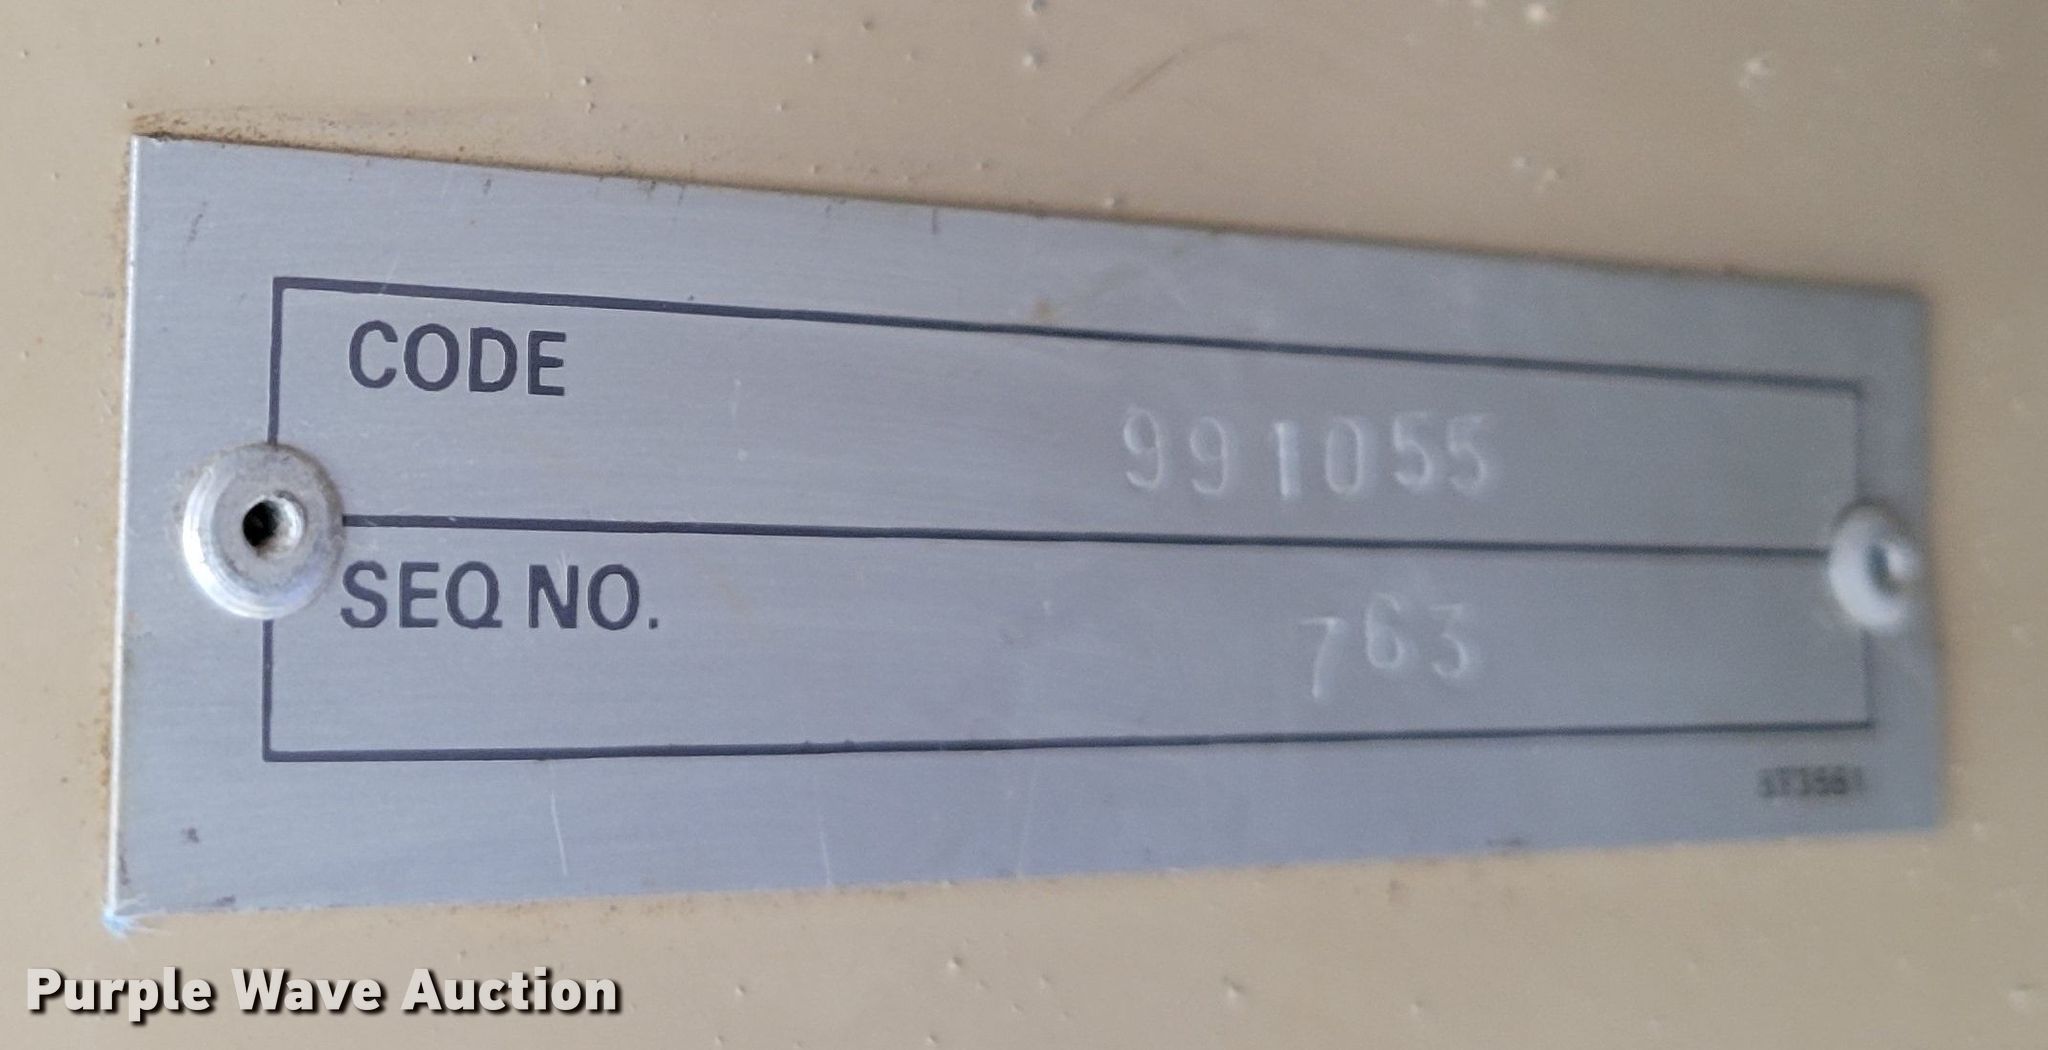 CODE
991055
SEQ NO.
763
Purple Wave Auction